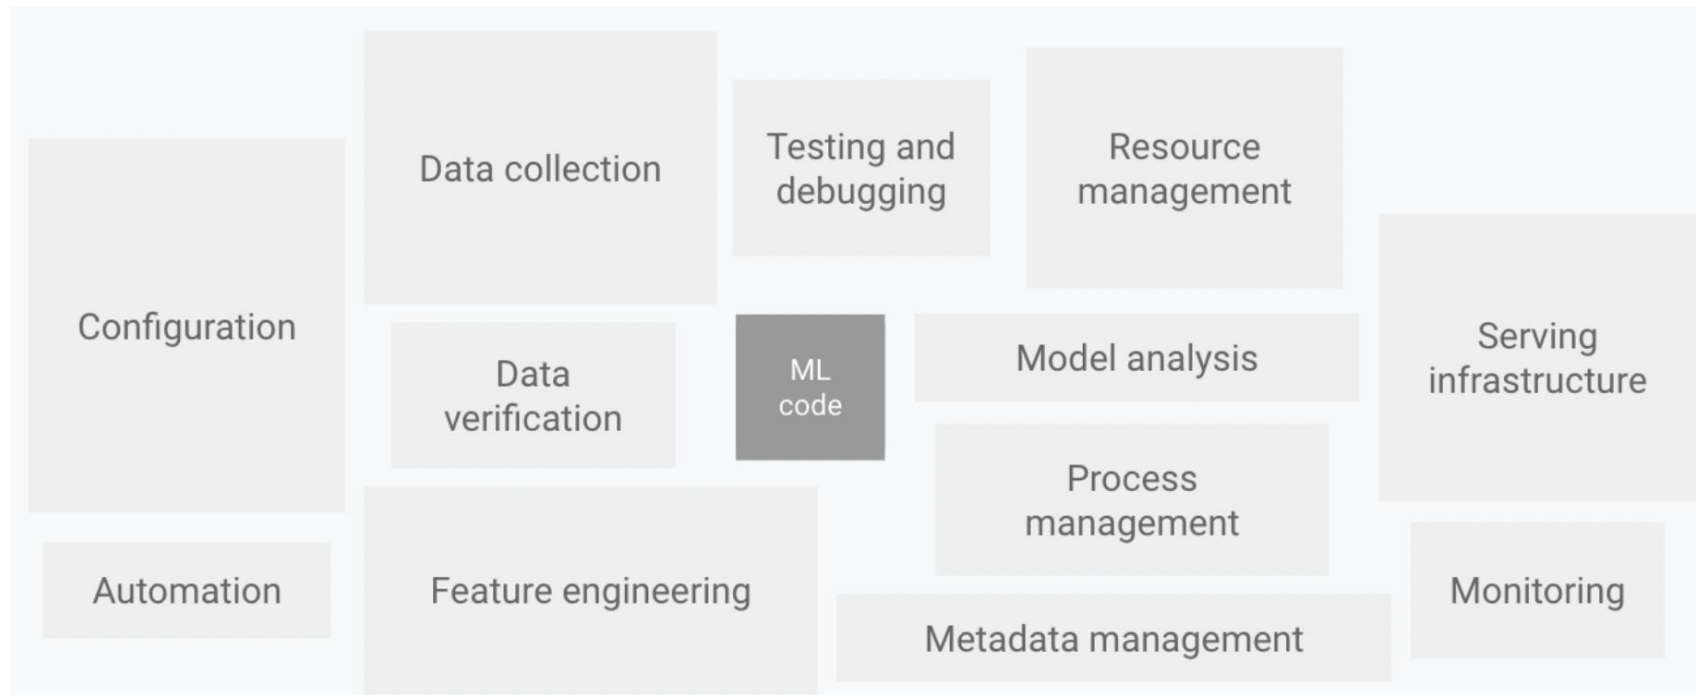 Data collection
Testing and
debugging
Resource
management
Configuration
Data
verification
ML
code
Model analysis
Serving
infrastructure
Process
management
Automation
Feature engineering
Metadata management
Monitoring